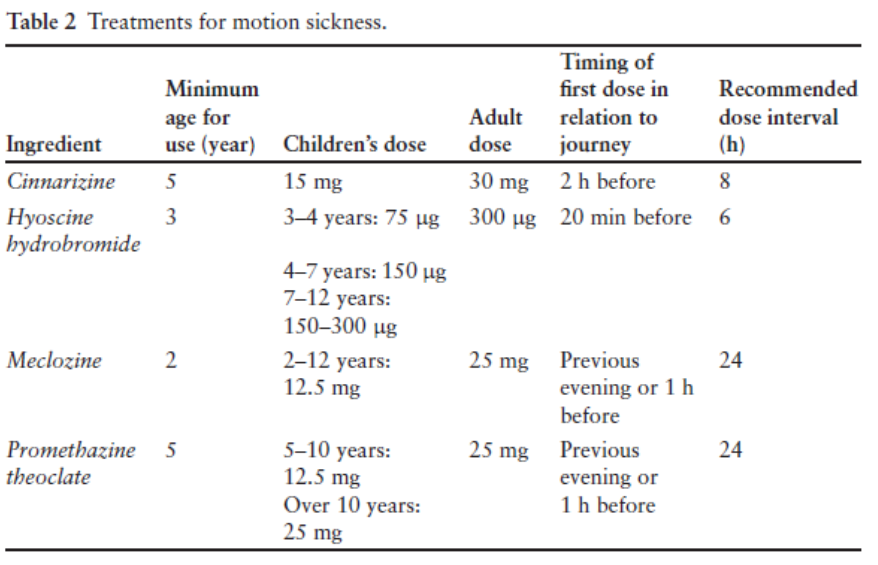 Table 2 Treatments for motion sickness.
Ingredient Minimum age for use (year) Children's dose Adult dose Timing of first dose in relation to journey Recommended dose interval (h)
Cinnarizine 5 15 mg 30 mg 2 h before 8
Hyoscine hydrobromide 3 3–4 years: 75 µg 300 µg 20 min before 6
4–7 years: 150 µg
7–12 years:
150–300 µg
Meclozine 2 2–12 years: 12.5 mg 25 mg Previous evening or 1 h before 24
Promethazine theoclate 5 5–10 years: 12.5 mg Over 10 years: 25 mg 25 mg Previous evening or 1 h before 24